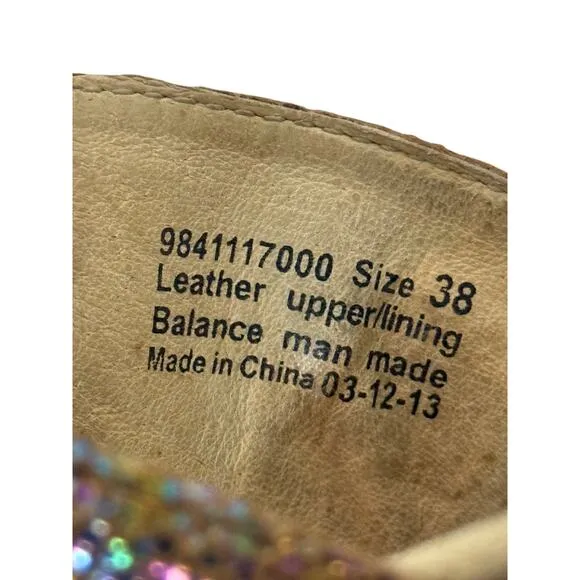 9841117000 Size 38
Leather upper/lining
Balance man made
Made in China 03-12-13